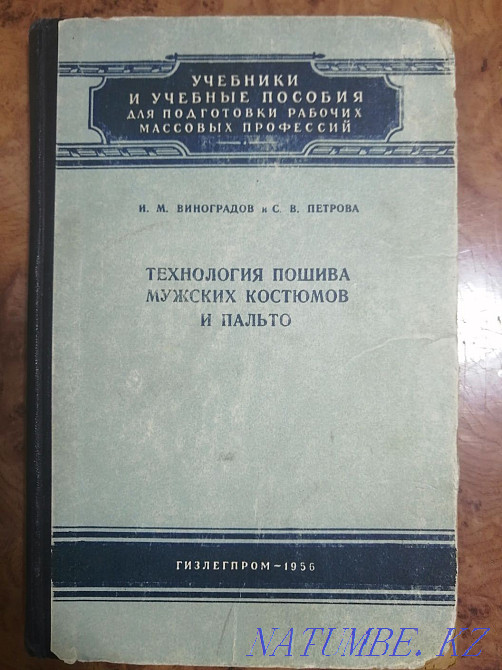 УЧЕБНИКИ
И УЧЕБНЫЕ ПОСОБИЯ
ДЛЯ ПОДГОТОВКИ РАБОЧИХ
МАССОВЫХ ПРОФЕССИЙ
И. М. ВИНОГРАДОВ и С. В. ПЕТРОВА
ТЕХНОЛОГИЯ ПОШИВА
МУЖСКИХ КОСТЮМОВ
И ПАЛЬТО
ГИЗЛЕГПРОМ—1956
NATUMBE.KZ